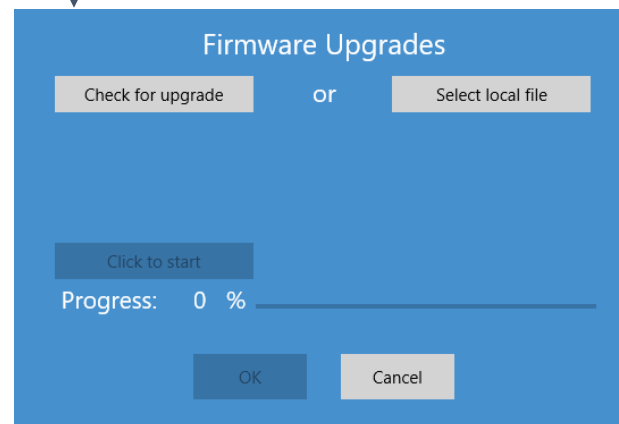 Firmware Upgrades
Check for upgrade or Select local file
Click to start
Progress: 0 %
OK Cancel